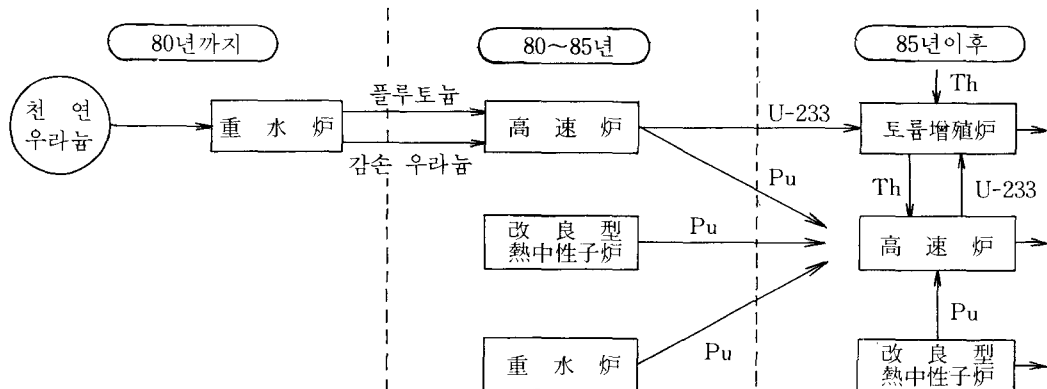 80년까지
80~85년
85년이후
천 연
우라늄
重 水 炉
플루토늄
감손 우라늄
高 速 炉
U-233
Th
토륨增殖炉
Pu
Th
U-233
改 良 型
熱中性子炉
Pu
高 速 炉
重 水 炉
Pu
Pu
改 良 型
熱中性子炉